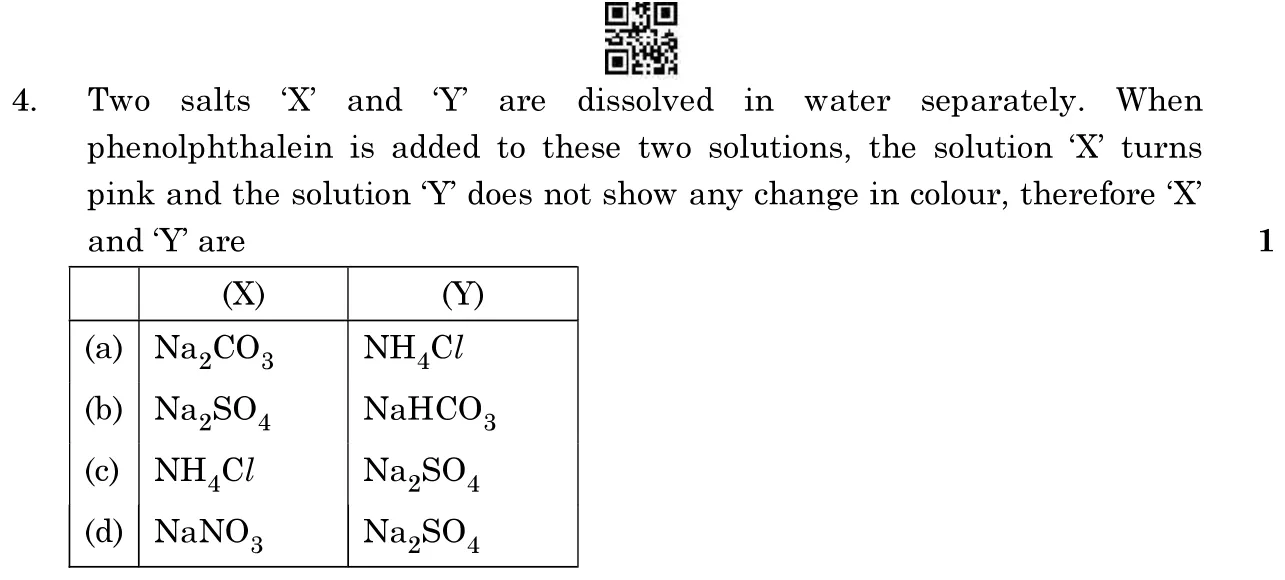 4. Two salts ‘X’ and ‘Y’ are dissolved in water separately. When
phenolphthalein is added to these two solutions, the solution ‘X’ turns
pink and the solution ‘Y’ does not show any change in colour, therefore ‘X’
and ‘Y’ are 1
(X) (Y)
(a) Na₂CO₃ NH₄Cl
(b) Na₂SO₄ NaHCO₃
(c) NH₄Cl Na₂SO₄
(d) NaNO₃ Na₂SO₄